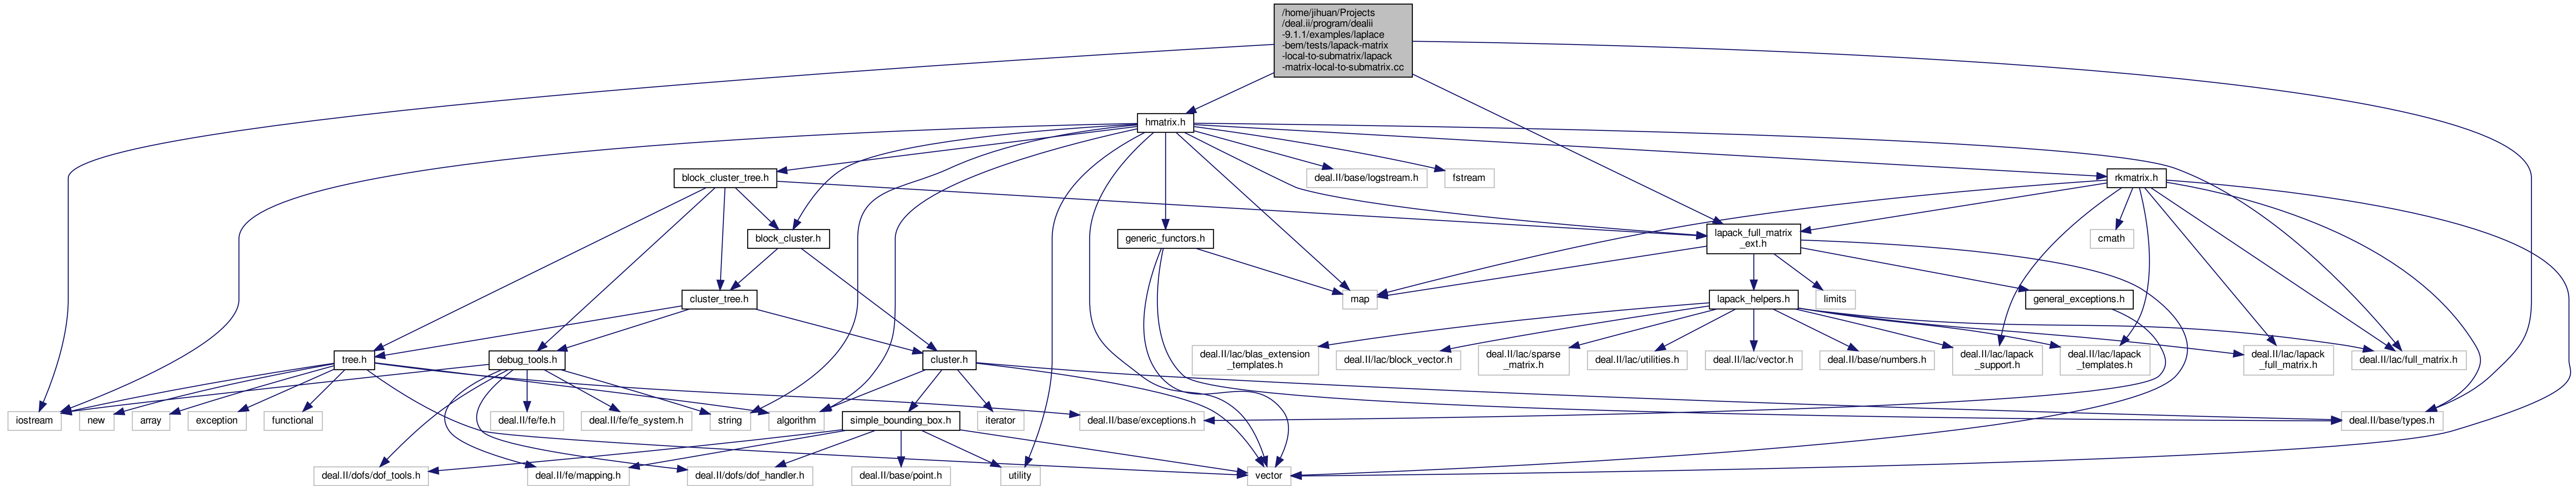 /home/jihuan/Projects
/deal.ii/program/dealii
-9.1.1/examples/laplace
-bem/tests/lapack-matrix
-local-to-submatrix/lapack
-matrix-local-to-submatrix.cc
hmatrix.h
block_cluster_tree.h
deal.II/base/logstream.h
fstream
rkmatrix.h
block_cluster.h
generic_functors.h
lapack_full_matrix
_ext.h
cmath
cluster_tree.h
map
lapack_helpers.h
limits
general_exceptions.h
tree.h
debug_tools.h
cluster.h
deal.II/lac/blas_extension
_templates.h
deal.II/lac/block_vector.h
deal.II/lac/sparse
_matrix.h
deal.II/lac/utilities.h
deal.II/lac/vector.h
deal.II/base/numbers.h
deal.II/lac/lapack
_support.h
deal.II/lac/lapack
_templates.h
deal.II/lac/lapack
_full_matrix.h
deal.II/lac/full_matrix.h
iostream
new
array
exception
functional
deal.II/fe/fe.h
deal.II/fe/fe_system.h
string
algorithm
simple_bounding_box.h
iterator
deal.II/base/exceptions.h
deal.II/base/types.h
deal.II/dofs/dof_tools.h
deal.II/fe/mapping.h
deal.II/dofs/dof_handler.h
deal.II/base/point.h
utility
vector